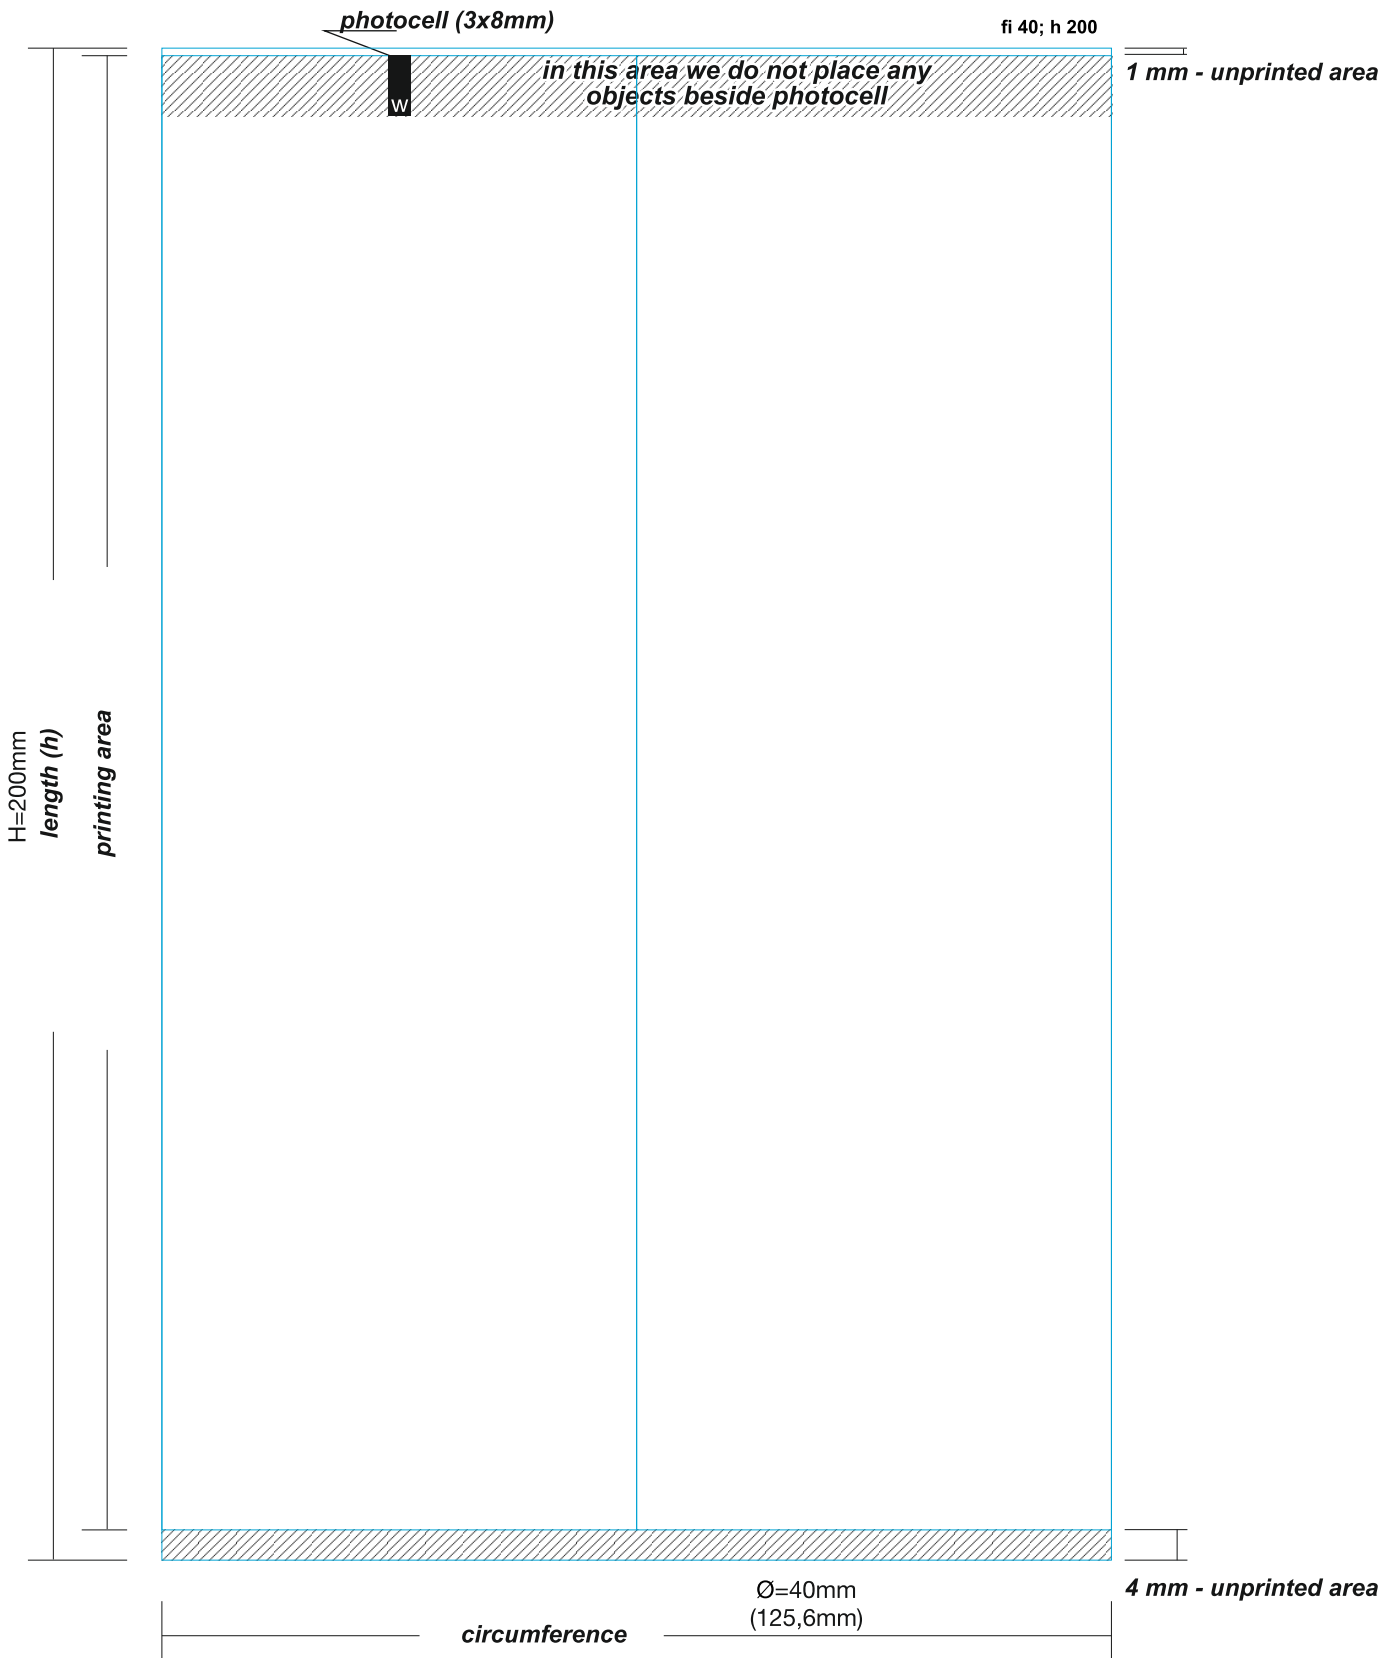 photocell (3x8mm)
fi 40; h 200
1 mm - unprinted area
in this area we do not place any
objects beside photocell
W
H=200mm
length (h)
printing area
4 mm - unprinted area
Ø=40mm
(125,6mm)
circumference